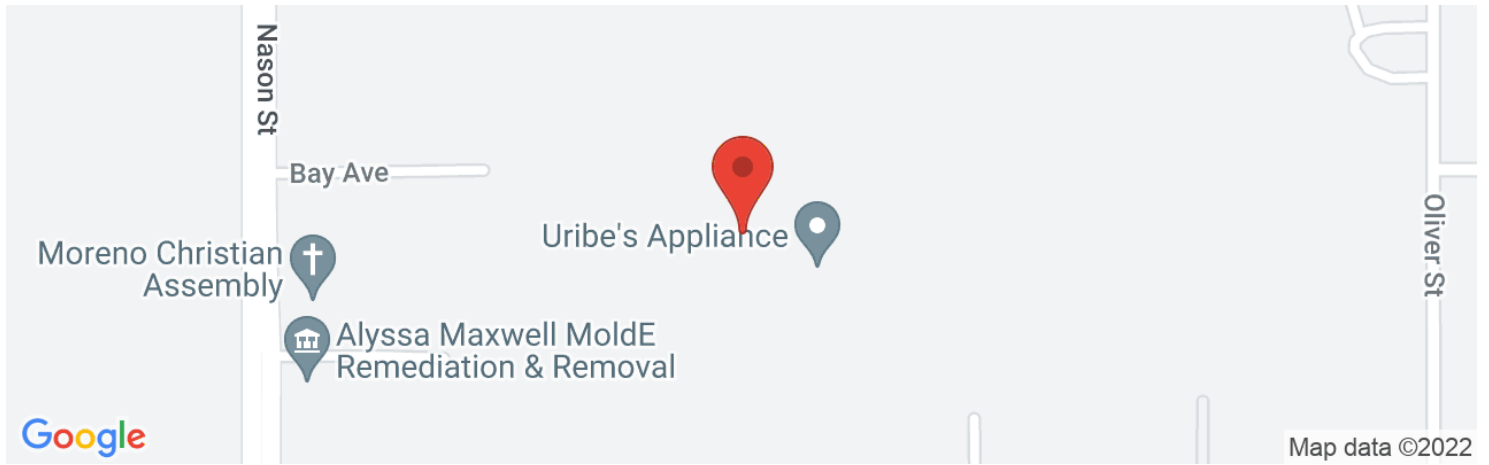 Nason St
Bay Ave
Uribe's Appliance
Moreno Christian
Assembly
Oliver St
Alyssa Maxwell MoldE
Remediation & Removal
Google
Map data ©2022